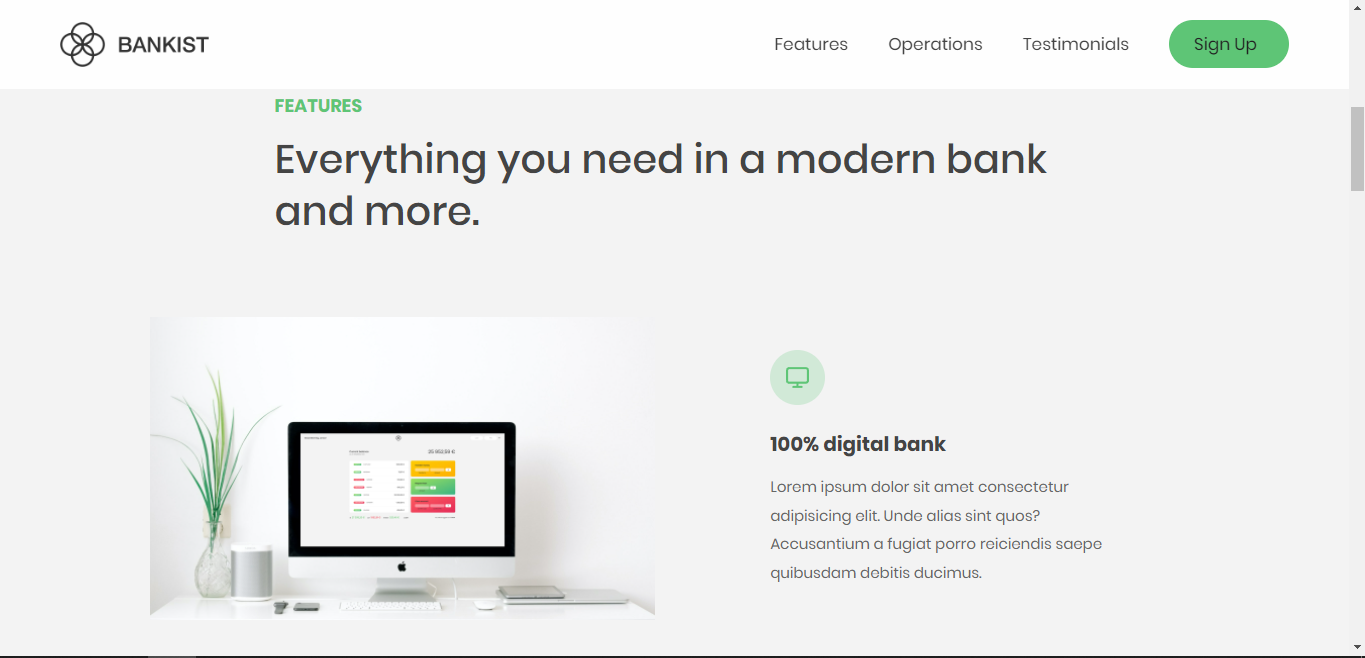 BANKIST
Features
Operations
Testimonials
Sign Up
FEATURES
Everything you need in a modern bank
and more.
100% digital bank
Lorem ipsum dolor sit amet consectetur
adipisicing elit. Unde alias sint quos?
Accusantium a fugiat porro reiciendis saepe
quibusdam debitis ducimus.